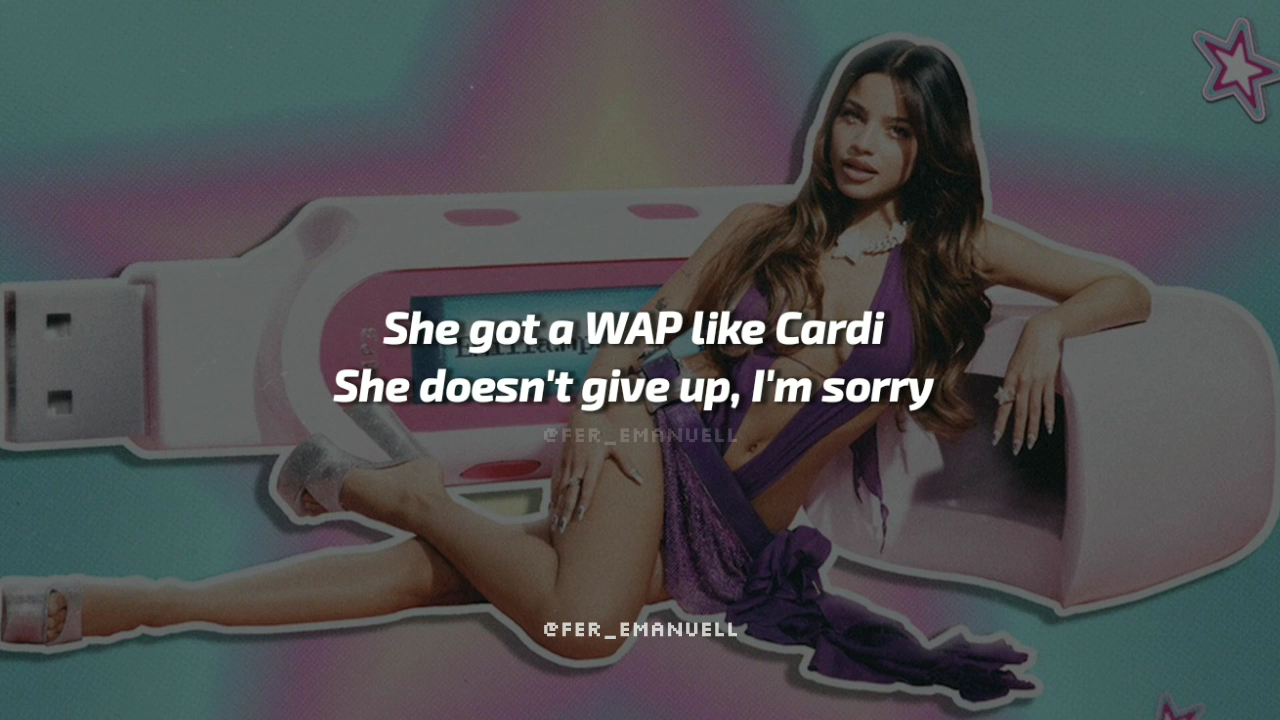 She got a WAP like Cardi
She doesn't give up, I'm sorry
@FER_EMANUELL
@FER_EMANUELL